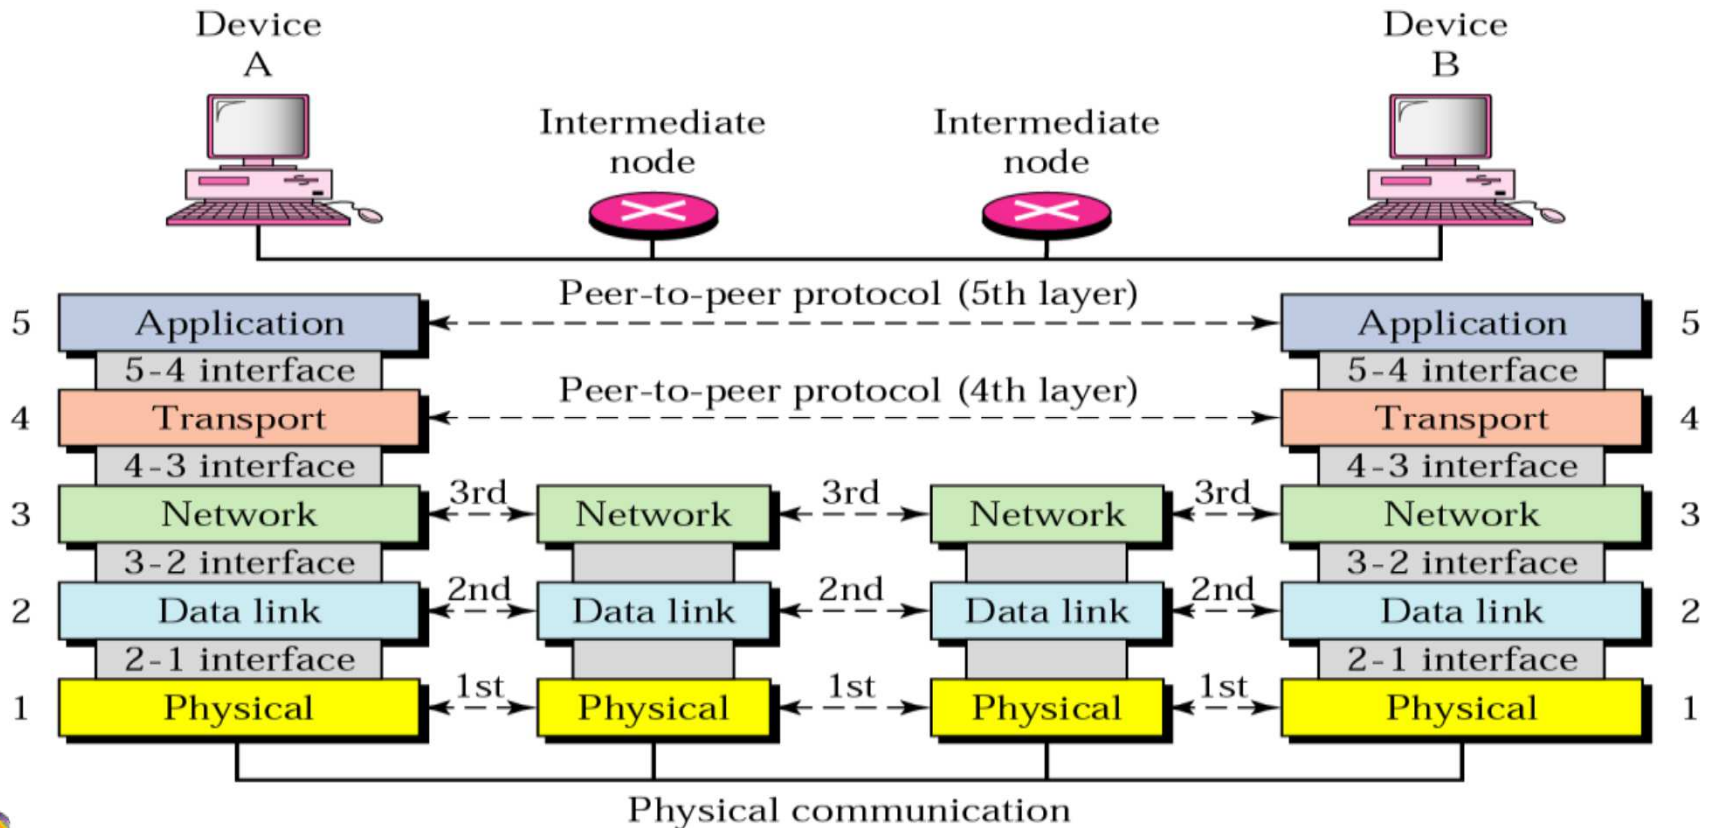 Device
A
Device
B
Intermediate
node
Intermediate
node
Peer-to-peer protocol (5th layer)
5 Application Application 5
5-4 interface 5-4 interface
Peer-to-peer protocol (4th layer)
4 Transport Transport 4
4-3 interface 4-3 interface
3rd 3rd 3rd
3 Network Network Network Network 3
3-2 interface 3-2 interface
2nd 2nd 2nd
2 Data link Data link Data link Data link 2
2-1 interface 2-1 interface
1st 1st 1st
1 Physical Physical Physical Physical 1
Physical communication